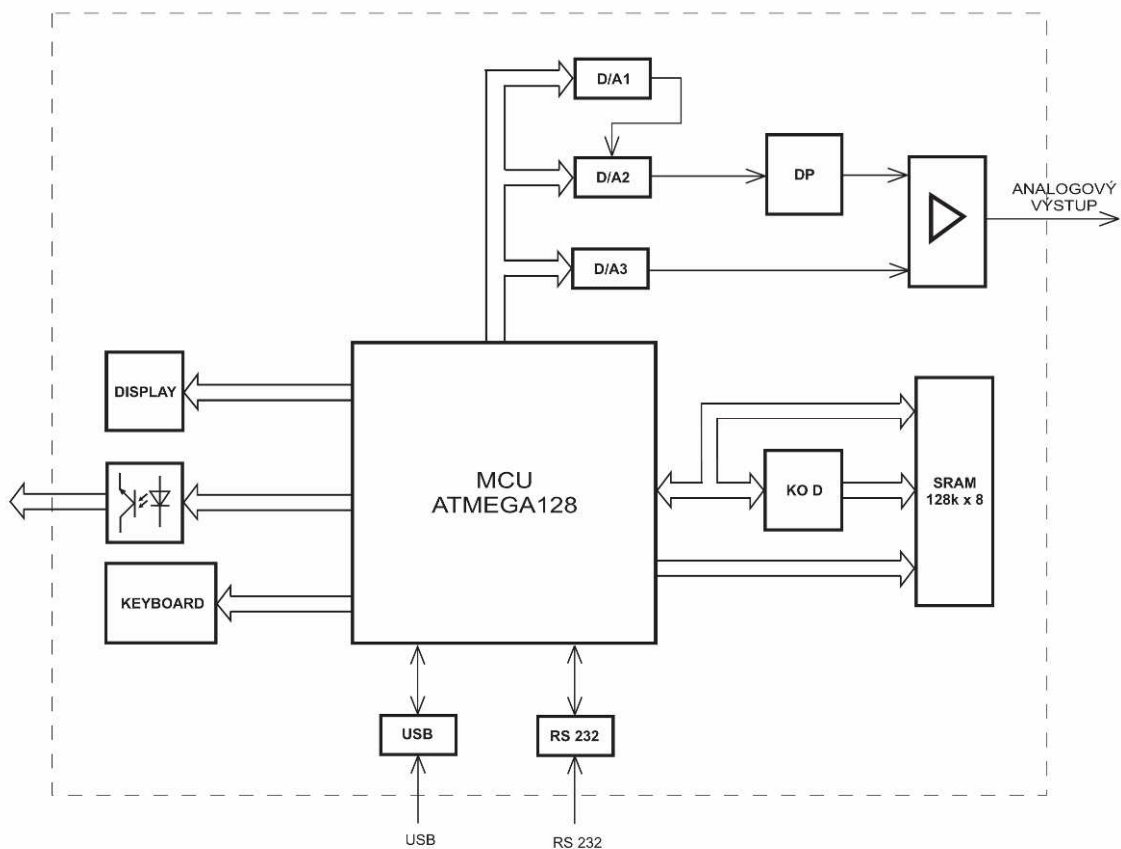 D/A1
D/A2
DP
ANALOGOVÝ
VÝSTUP
D/A3
DISPLAY
MCU
ATMEGA128
KO D
SRAM
128k x 8
KEYBOARD
USB
RS 232
USB
RS 232